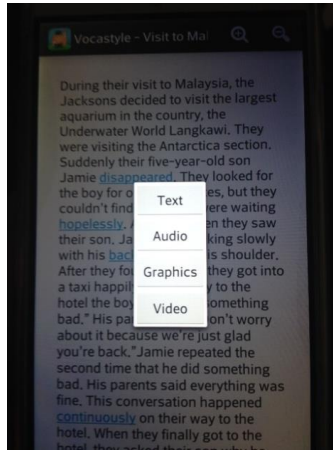 Vocastyle - Visit to Mal
During their visit to Malaysia, the
Jacksons decided to visit the largest
aquarium in the country, the
Underwater World Langkawi. They
were visiting the Antarctica section.
Suddenly their five-year-old son
Jamie disappeared. They looked for
the boy for o es, but they
couldn't find ere waiting
hopelessly. A en they saw
their son. Ja king slowly
with his bac is shoulder.
After they fou they got into
a taxi happily y to the
hotel the boy omething
bad." His pa on't worry
about it because we're just glad
you're back." Jamie repeated the
second time that he did something
bad. His parents said everything was
fine. This conversation happened
continuously on their way to the
hotel. When they finally got to the
Text
Audio
Graphics
Video